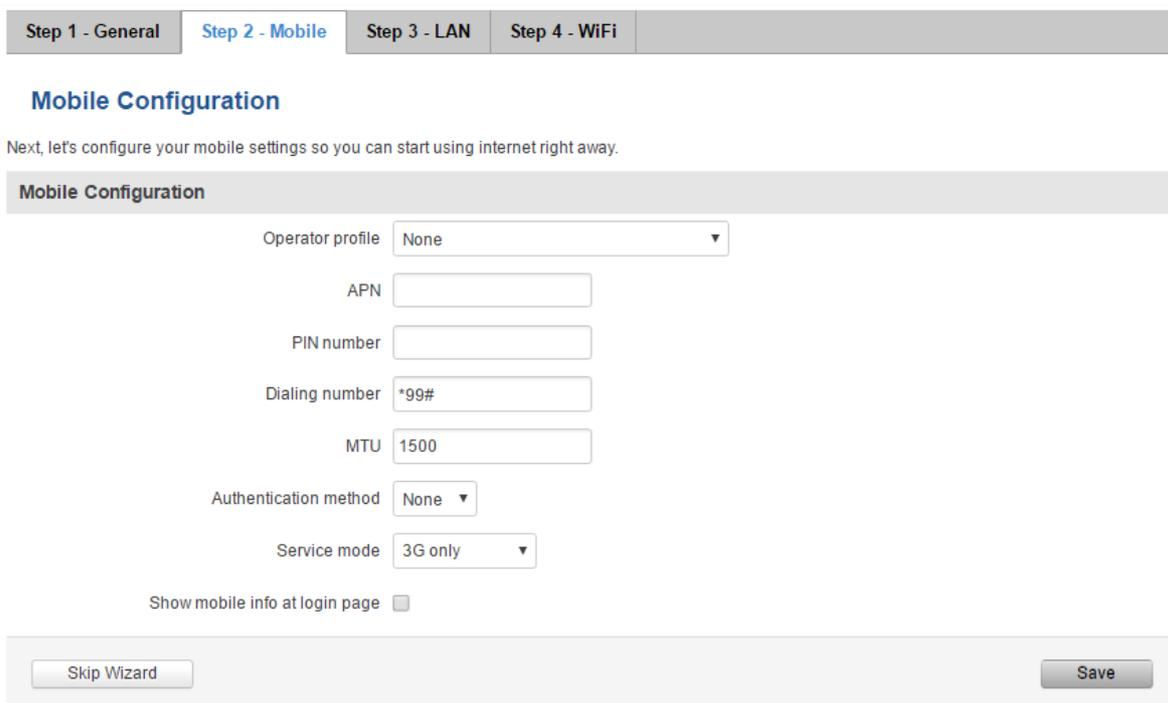 Step 1 - General Step 2 - Mobile Step 3 - LAN Step 4 - WiFi
Mobile Configuration
Next, let's configure your mobile settings so you can start using internet right away.
Mobile Configuration
Operator profile None
APN
PIN number
Dialing number *99#
MTU 1500
Authentication method None
Service mode 3G only
Show mobile info at login page
Skip Wizard Save